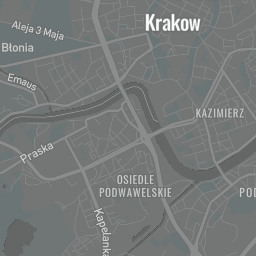 Aleja 3 Maja
Krakow
Błonia
Emaus
KAZIMIERZ
Praska
OSIEDLE
PODWAWELSKIE
POD
Kapelanka